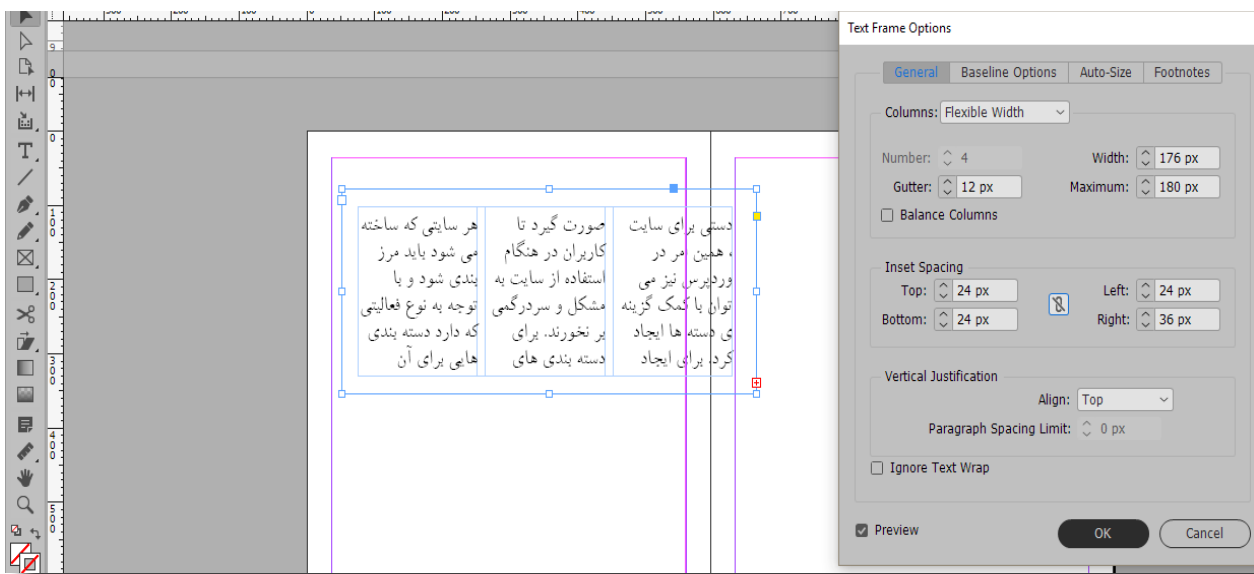 هر سایتی که ساخته
می شود باید مرز
بندی شود و با
توجه به نوع فعالیتی
که دارد دسته بندی
هایی برای آن
صورت گیرد تا
کاربران در هنگام
استفاده از سایت به
مشکل و سردرگمی
بر نخورند. برای
دسته بندی های
دستی برای سایت
، همین امر در
وردپرس نیز می
توان با کمک گزینه
ی دسته ها ایجاد
کرد. برای ایجاد
Text Frame Options
General Baseline Options Auto-Size Footnotes
Columns: Flexible Width
Number: 4 Width: 176 px
Gutter: 12 px Maximum: 180 px
Balance Columns
Inset Spacing
Top: 24 px Left: 24 px
Bottom: 24 px Right: 36 px
Vertical Justification
Align: Top
Paragraph Spacing Limit: 0 px
Ignore Text Wrap
Preview OK Cancel